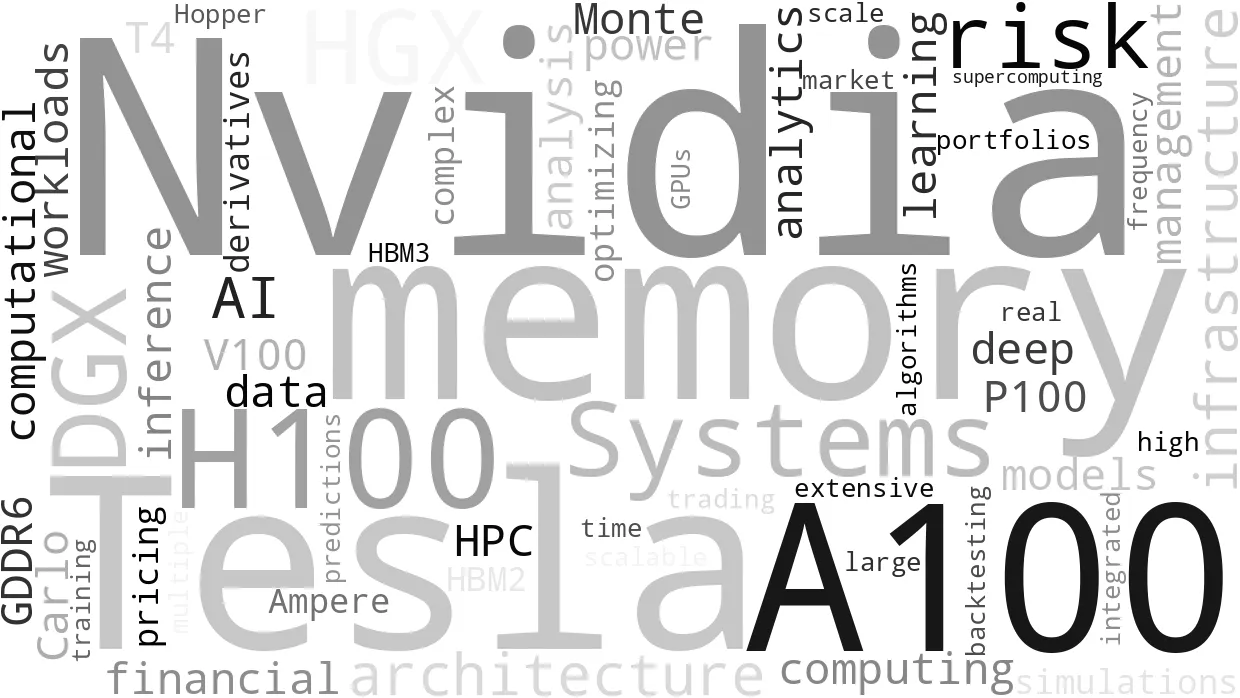 Hopper
Monte
scale
risk
T4
HGX
power
market
supercomputing
Nvidia
workloads
derivatives
complex
analysis
optimizing
GPUs
analytics
learning
portfolios
frequency
management
infrastructure
computational
HBM3
memory
AI
inference
DGX
V100
data
algorithms
real
deep
P100
H100
predictions
Systems
high
models
Tesla
trading
extensive
A100
GDDR6
Carlo
training
pricing
multiple
HPC
time
scalable
HBM2
Ampere
large
backtesting
integrated
financial
architecture
computing
simulations